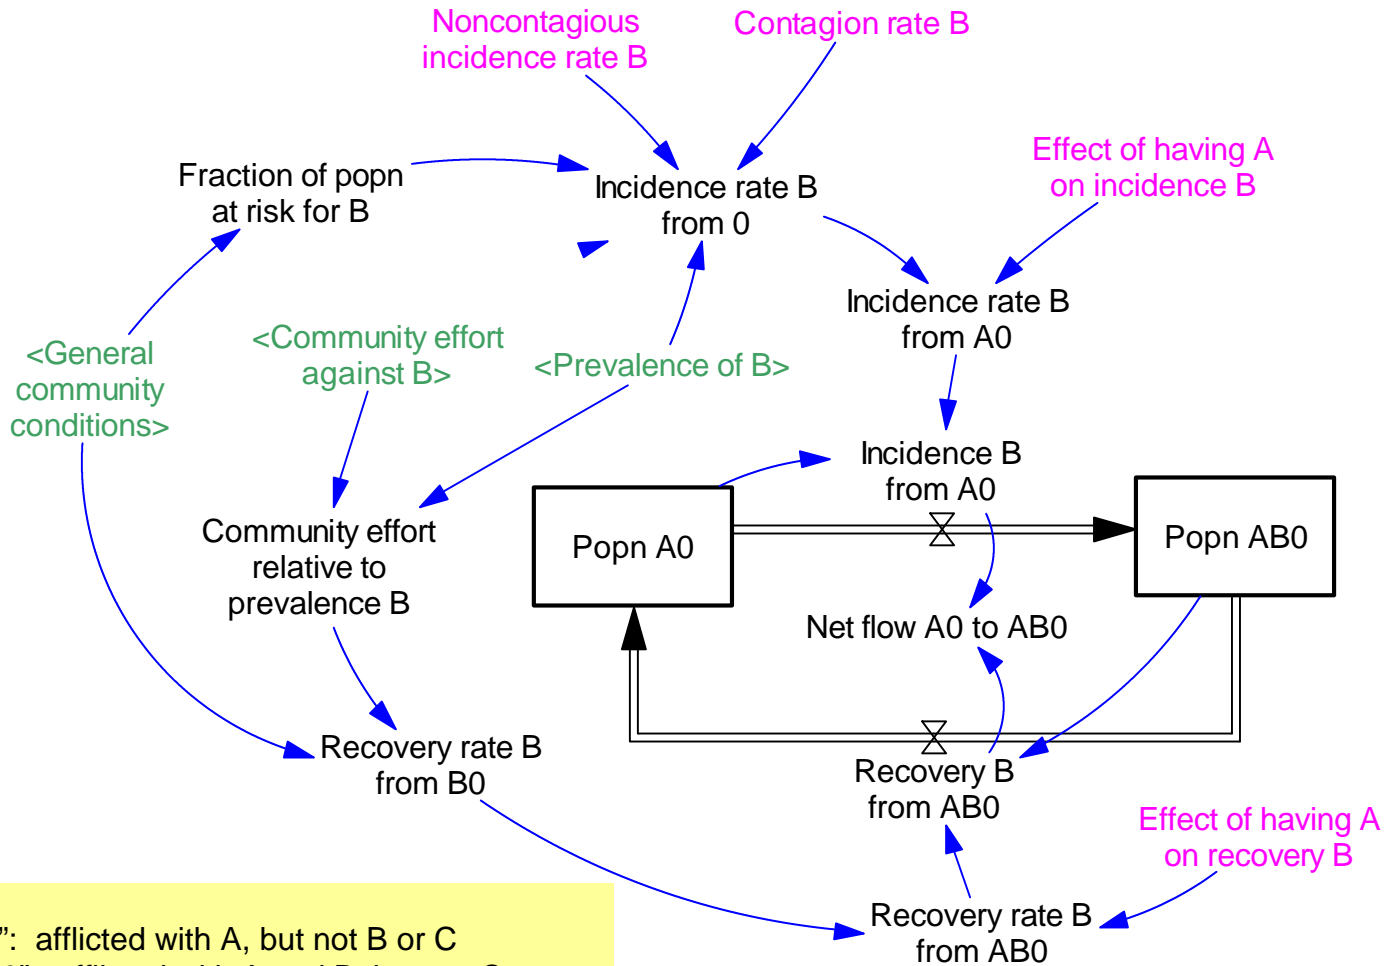 Noncontagious
incidence rate B
Contagion rate B
Fraction of popn
at risk for B
Incidence rate B
from 0
Effect of having A
on incidence B
Incidence rate B
from A0
<General
community
conditions>
<Community effort
against B>
<Prevalence of B>
Incidence B
from A0
Popn A0
Popn AB0
Community effort
relative to
prevalence B
Net flow A0 to AB0
Recovery rate B
from B0
Recovery B
from AB0
Effect of having A
on recovery B
Recovery rate B
from AB0
”: afflicted with A, but not B or C